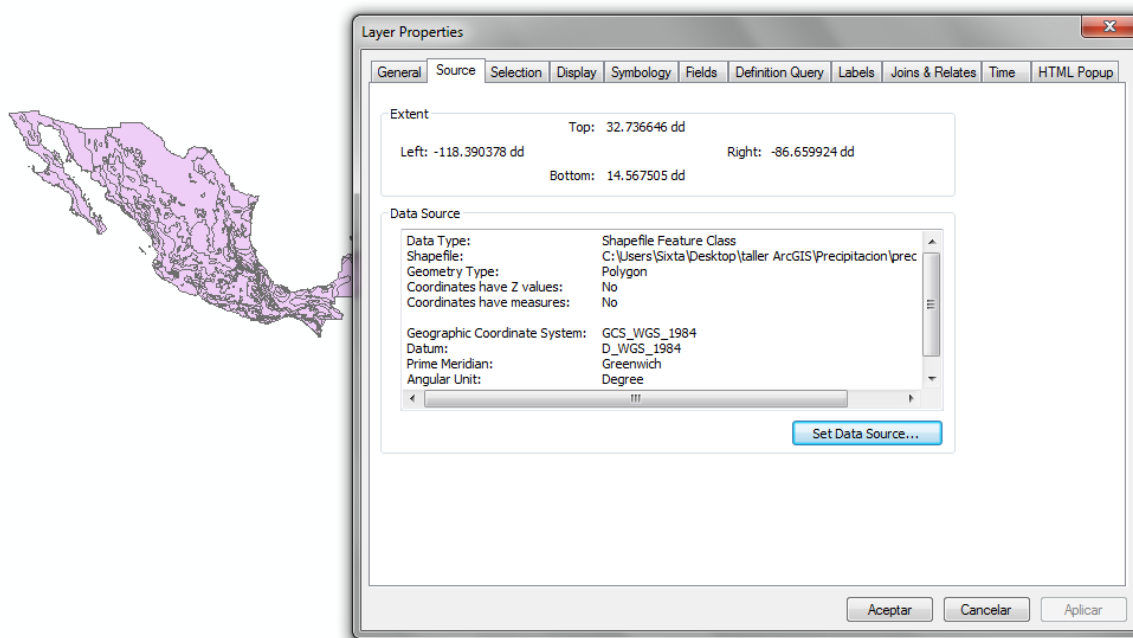 Layer Properties
General Source Selection Display Symbology Fields Definition Query Labels Joins & Relates Time HTML Popup
Extent
Top: 32.736646 dd
Left: -118.390378 dd Right: -86.659924 dd
Bottom: 14.567505 dd
Data Source
Data Type: Shapefile Feature Class
Shapefile: C:\Users\Sixta\Desktop\taller ArcGIS\Precipitacion\prec
Geometry Type: Polygon
Coordinates have Z values: No
Coordinates have measures: No
Geographic Coordinate System: GCS_WGS_1984
Datum: D_WGS_1984
Prime Meridian: Greenwich
Angular Unit: Degree
Set Data Source...
Aceptar Cancelar Aplicar